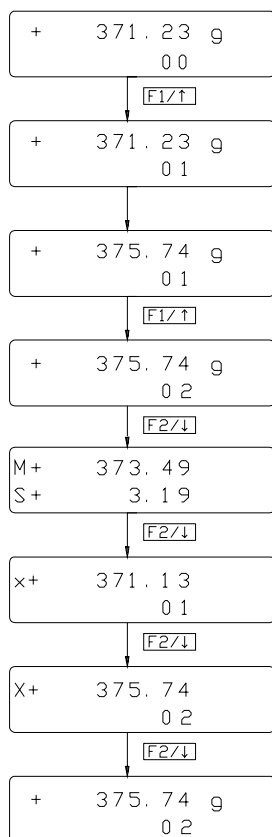 + 371.23 g
00
F1/↑
+ 371.23 g
01
+ 375.74 g
01
F1/↑
+ 375.74 g
02
F2/↓
M+ 373.49
S+ 3.19
F2/↓
x+ 371.13
01
F2/↓
X+ 375.74
02
F2/↓
+ 375.74 g
02